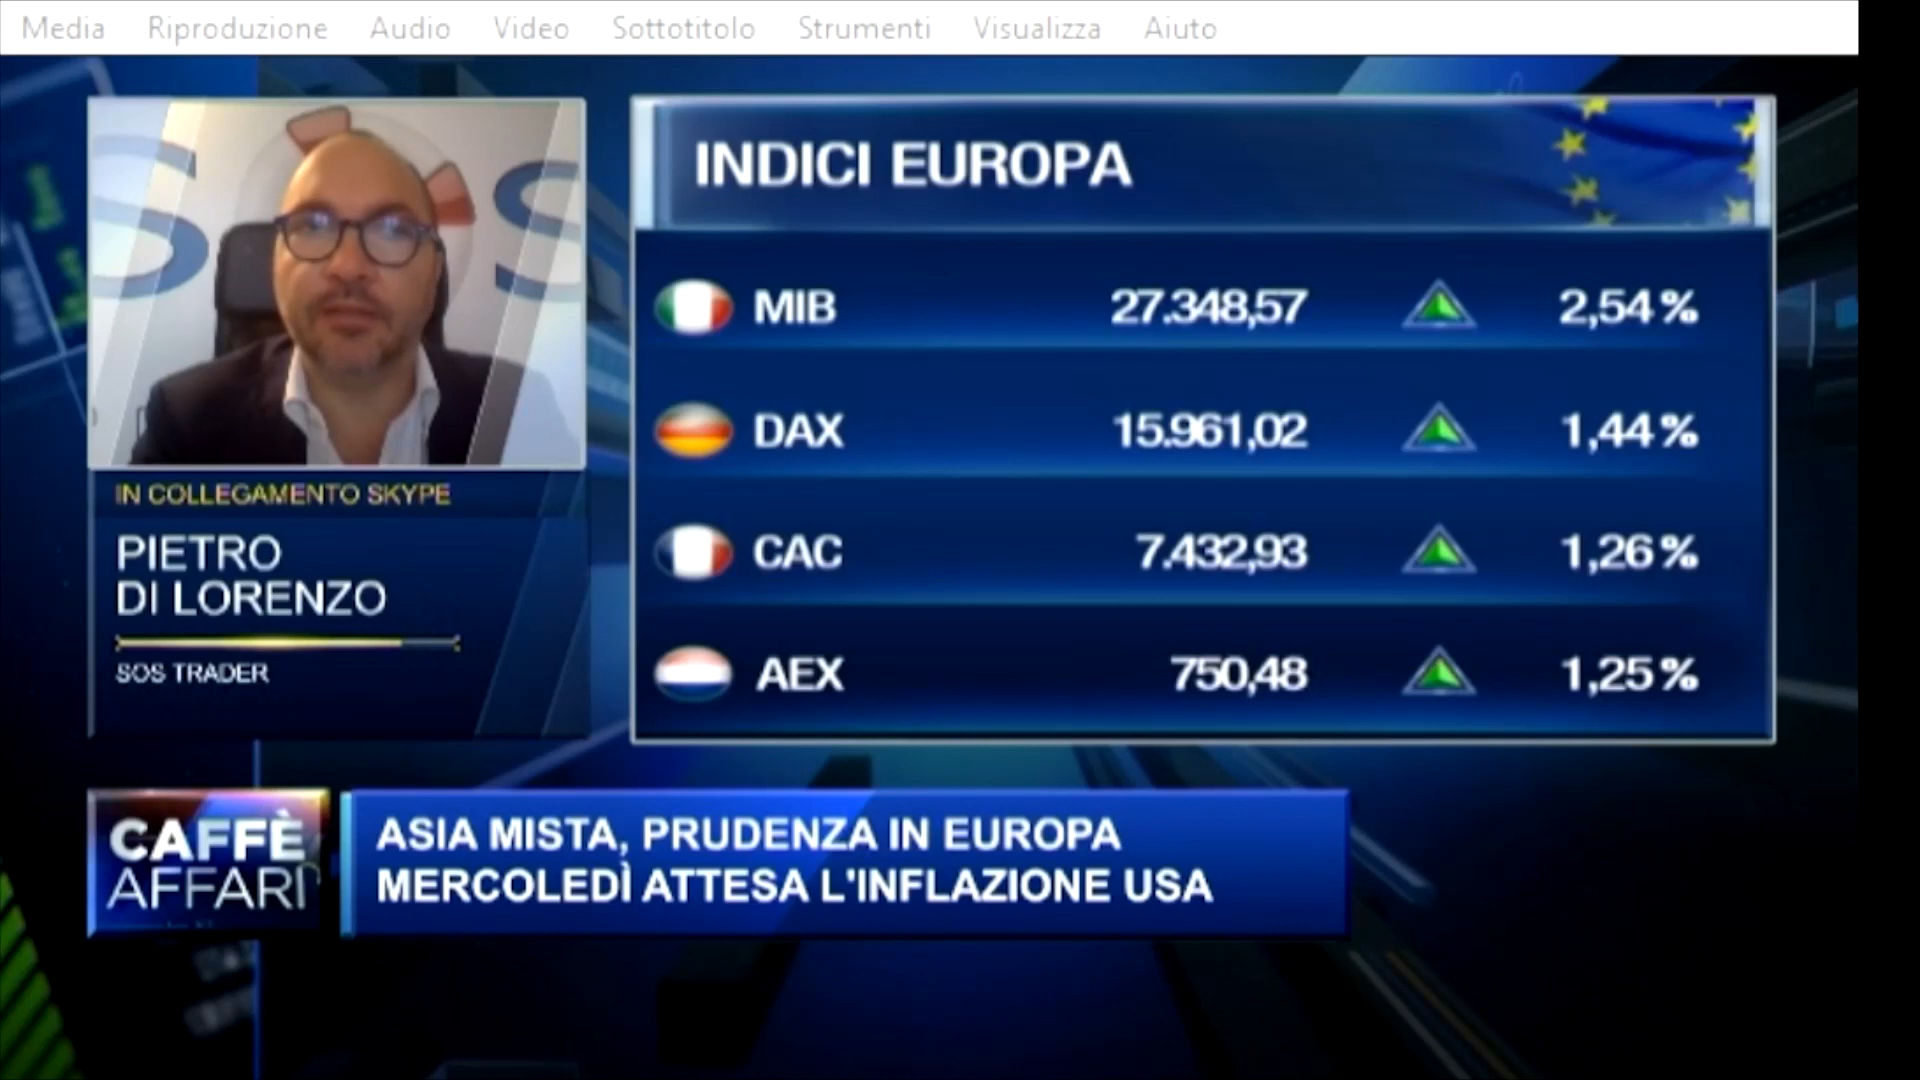 Media Riproduzione Audio Video Sottotitolo Strumenti Visualizza Aiuto
SOS
IN COLLEGAMENTO SKYPE
PIETRO
DI LORENZO
SOS TRADER
INDICI EUROPA
MIB 27.348,57 2,54%
DAX 15.961,02 1,44%
CAC 7.432,93 1,26%
AEX 750,48 1,25%
CAFFÈ
AFFARI
ASIA MISTA, PRUDENZA IN EUROPA
MERCOLEDÌ ATTESA L'INFLAZIONE USA